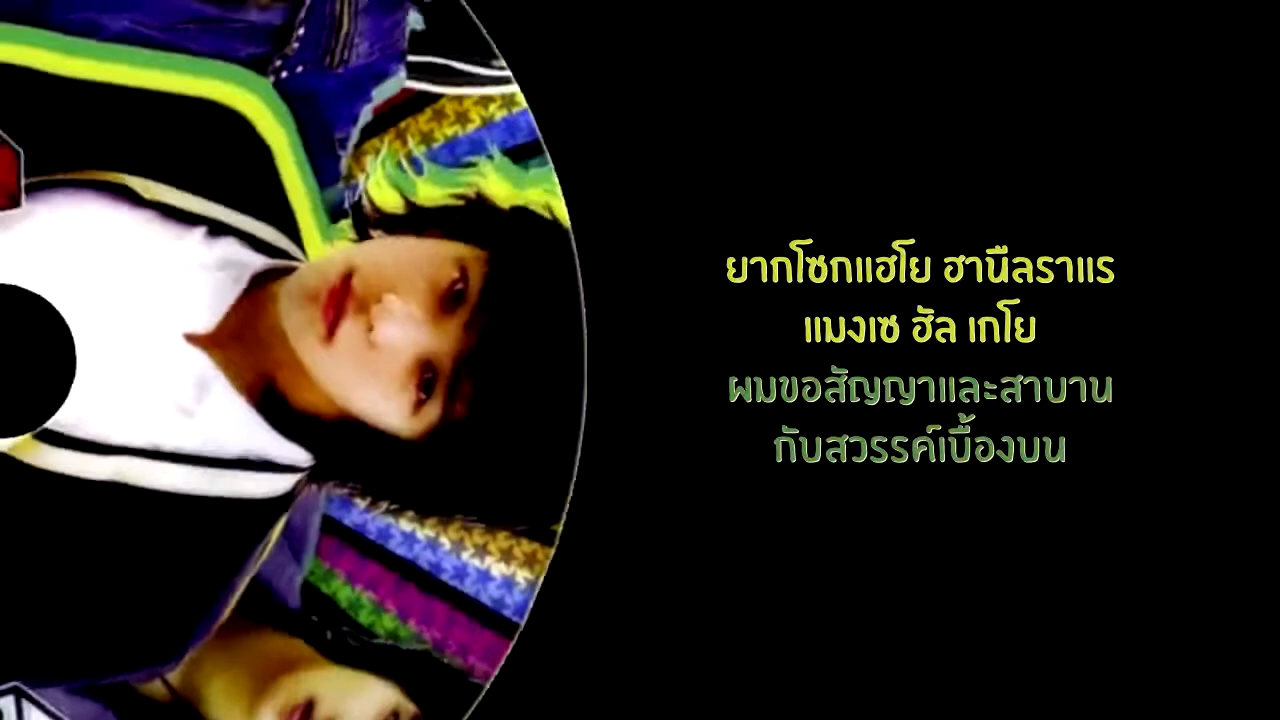 ยากโซกแฮโย ฮานึลราแร
แมงเซ ฮัล เกโย
ผมขอสัญญาและสาบาน
กับสวรรค์เบื้องบน